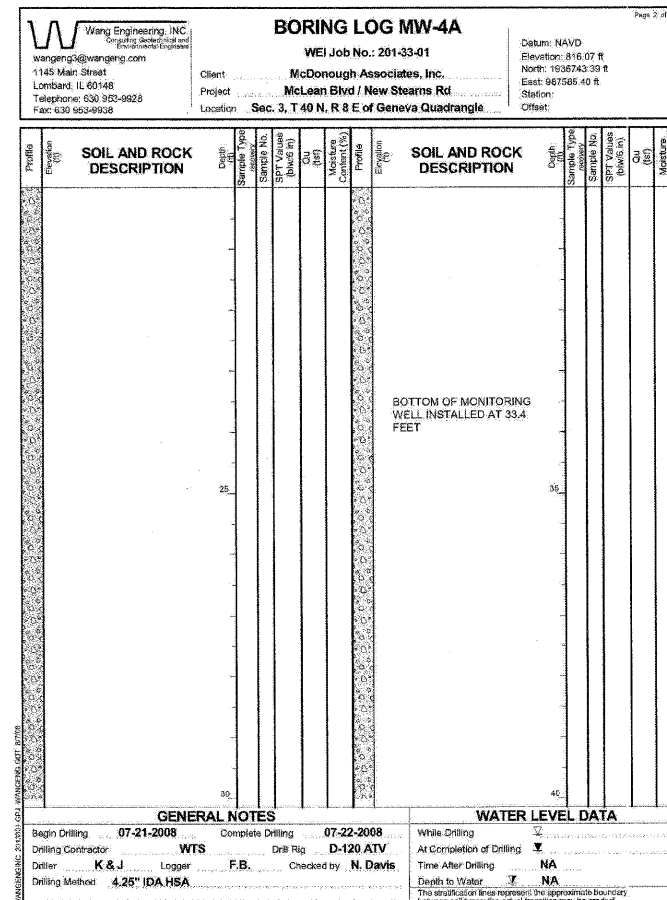 Page 2 of
Wang Engineering, INC.
Consulting Geotechnical and
Environmental Engineers
wangeng3@wangeng.com
1145 Main Street
Lombard, IL 60148
Telephone: 630 953-9928
Fax: 630 953-9938
BORING LOG MW-4A
WEI Job No.: 201-33-01
Client McDonough Associates, Inc.
Project McLean Blvd / New Stearns Rd
Location Sec. 3, T 40 N, R 8 E of Geneva Quadrangle
Datum: NAVD
Elevation: 816.07 ft
North: 1936743.39 ft
East: 987585.40 ft
Station:
Offset:
Profile
Elevation (ft)
SOIL AND ROCK
DESCRIPTION
Depth (ft)
Sample Type
recovery
Sample No.
SPT Values (blw/6 in)
Qu (tsf)
Moisture Content (%)
Profile
Elevation (ft)
SOIL AND ROCK
DESCRIPTION
Depth (ft)
Sample Type
recovery
Sample No.
SPT Values (blw/6 in)
Qu (tsf)
Moisture
BOTTOM OF MONITORING
WELL INSTALLED AT 33.4
FEET
25
35
30
40
GENERAL NOTES
Begin Drilling 07-21-2008 Complete Drilling 07-22-2008
Drilling Contractor WTS Drill Rig D-120 ATV
Driller K & J Logger F.B. Checked by N. Davis
Drilling Method 4.25" IDA HSA
WATER LEVEL DATA
While Drilling
At Completion of Drilling
Time After Drilling NA
Depth to Water NA
The stratification lines represent the approximate boundary